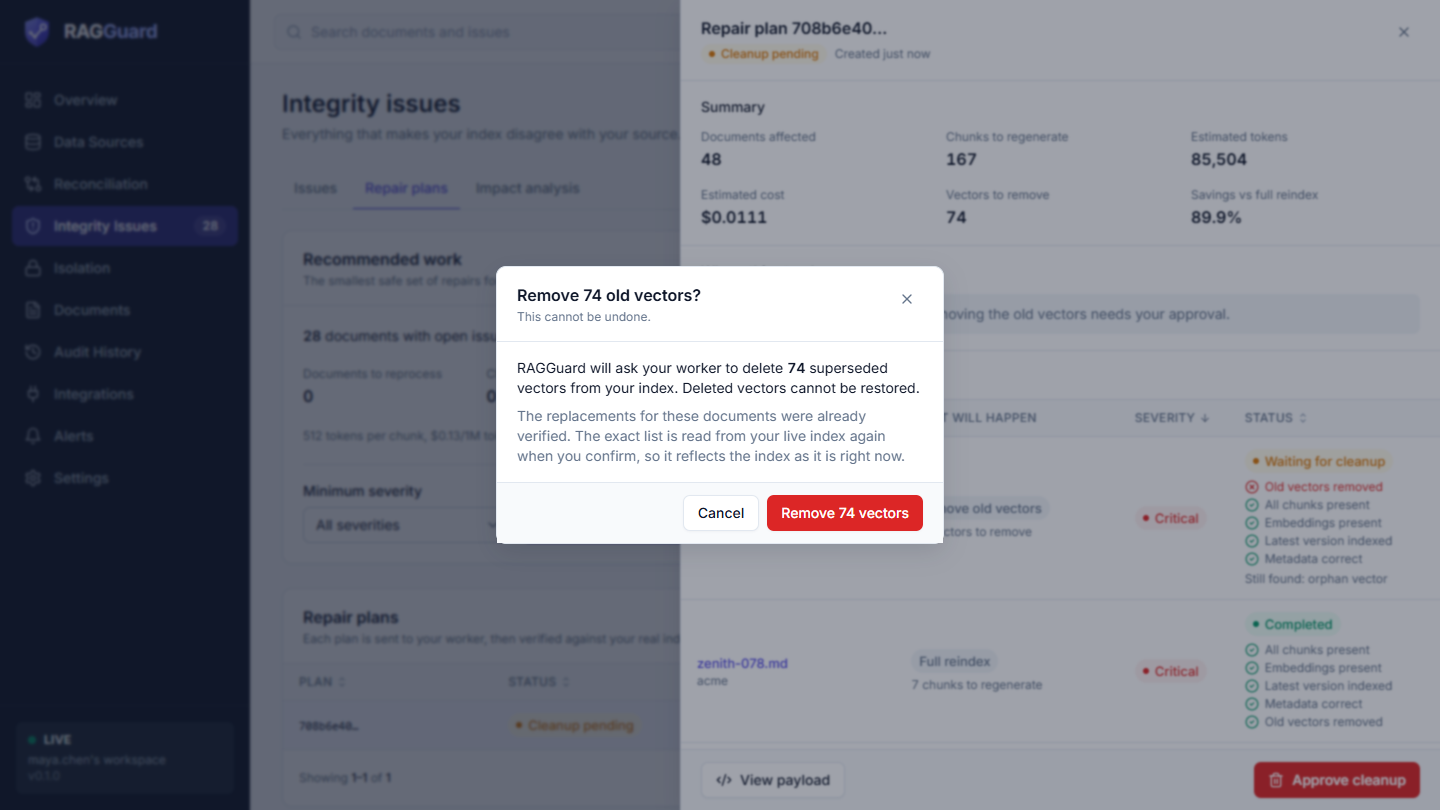 RAGGuard
Overview
Data Sources
Reconciliation
Integrity Issues 28
Isolation
Documents
Audit History
Integrations
Alerts
Settings
LIVE
maya.chen's workspace
v0.1.0
Search documents and issues
Integrity issues
Everything that makes your index disagree with your source.
Issues Repair plans Impact analysis
Recommended work
The smallest safe set of repairs
28 documents with open
Documents to reprocess
0
512 tokens per chunk, $0.13/1M
Minimum severity
All severities
Repair plans
Each plan is sent to your worker, then verified against your real
PLAN STATUS
708b6e40… Cleanup pending
Showing 1–1 of 1
Repair plan 708b6e40…
Cleanup pending Created just now
Summary
Documents affected Chunks to regenerate Estimated tokens
48 167 85,504
Estimated cost Vectors to remove Savings vs full reindex
$0.0111 74 89.9%
the old vectors needs your approval.
WILL HAPPEN SEVERITY STATUS
old vectors
to remove
Critical
Waiting for cleanup
Old vectors removed
All chunks present
Embeddings present
Latest version indexed
Metadata correct
Still found: orphan vector
zenith-078.md
acme
Full reindex
7 chunks to regenerate
Critical
Completed
All chunks present
Embeddings present
Latest version indexed
Metadata correct
Old vectors removed
View payload Approve cleanup
Remove 74 old vectors?
This cannot be undone.
RAGGuard will ask your worker to delete 74 superseded
vectors from your index. Deleted vectors cannot be restored.
The replacements for these documents were already
verified. The exact list is read from your live index again
when you confirm, so it reflects the index as it is right now.
Cancel Remove 74 vectors